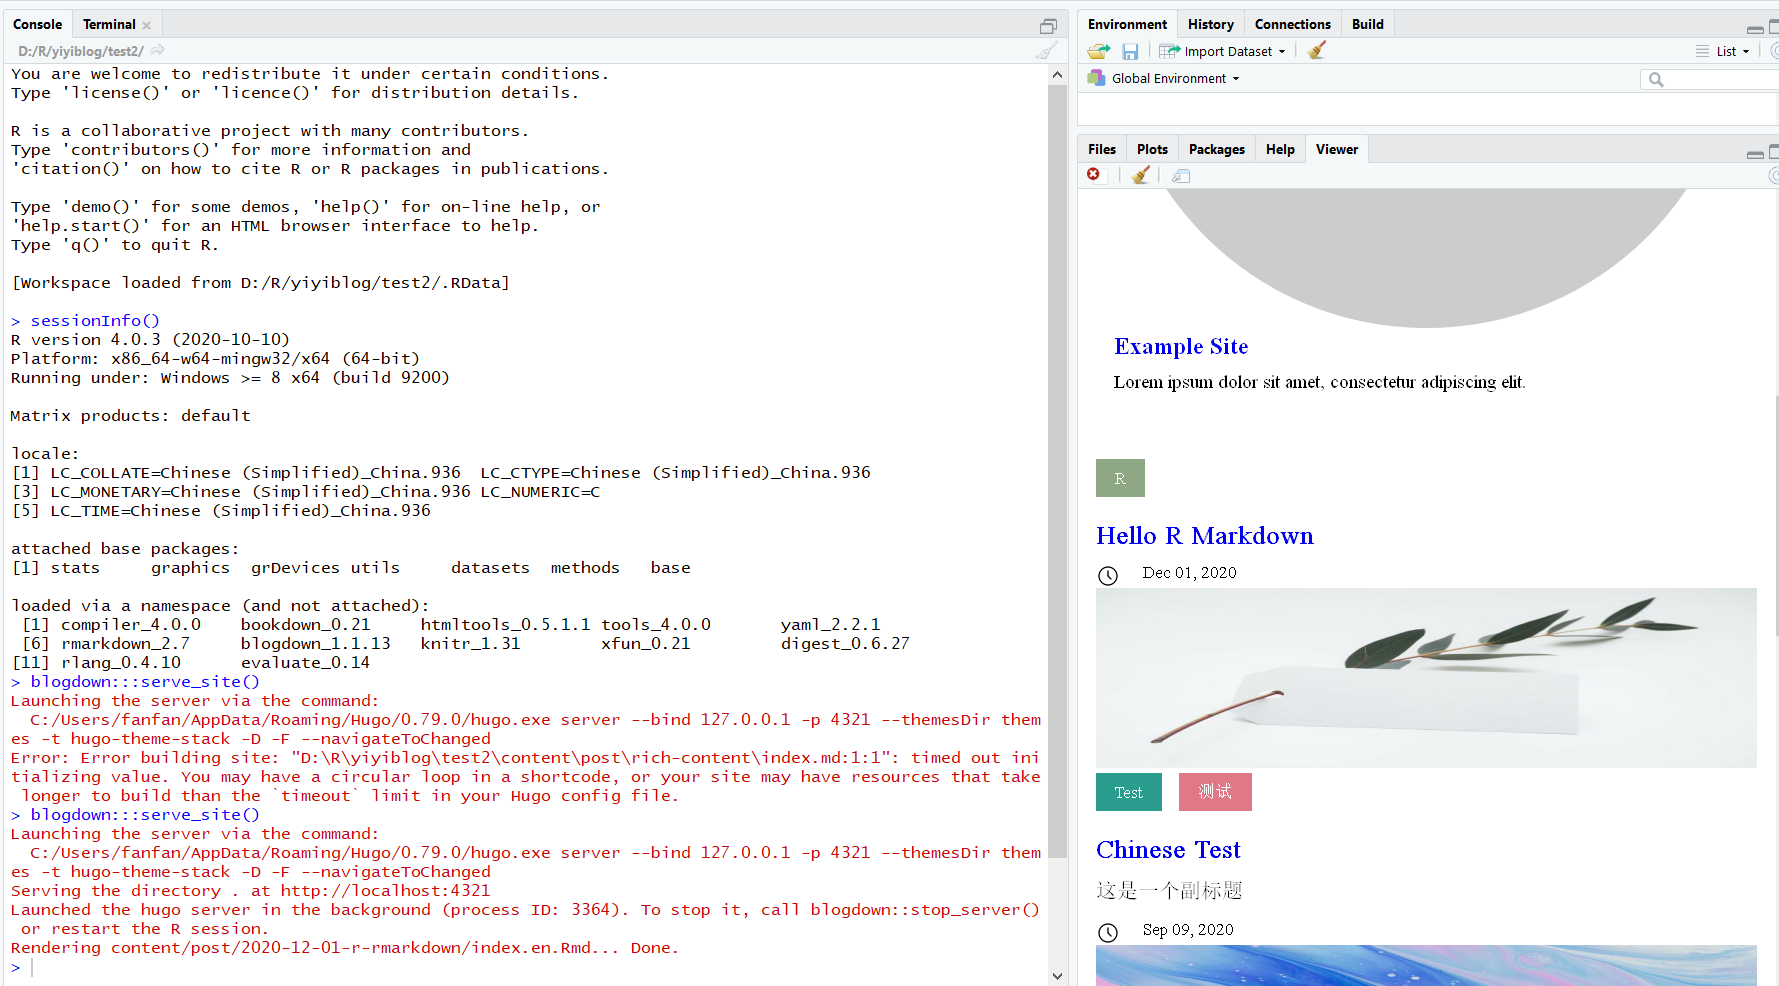 Console
Terminal
D:/R/yiyiblog/test2/
You are welcome to redistribute it under certain conditions.
Type 'license()' or 'licence()' for distribution details.
R is a collaborative project with many contributors.
Type 'contributors()' for more information and
'citation()' on how to cite R or R packages in publications.
Type 'demo()' for some demos, 'help()' for on-line help, or
'help.start()' for an HTML browser interface to help.
Type 'q()' to quit R.
[Workspace loaded from D:/R/yiyiblog/test2/.RData]
> sessionInfo()
R version 4.0.3 (2020-10-10)
Platform: x86_64-w64-mingw32/x64 (64-bit)
Running under: Windows >= 8 x64 (build 9200)
Matrix products: default
locale:
[1] LC_COLLATE=Chinese (Simplified)_China.936  LC_CTYPE=Chinese (Simplified)_China.936
[3] LC_MONETARY=Chinese (Simplified)_China.936 LC_NUMERIC=C
[5] LC_TIME=Chinese (Simplified)_China.936
attached base packages:
[1] stats     graphics  grDevices utils     datasets  methods   base
loaded via a namespace (and not attached):
[1] compiler_4.0.0    bookdown_0.21     htmltools_0.5.1.1 tools_4.0.0       yaml_2.2.1
[6] rmarkdown_2.7     blogdown_1.1.13   knitr_1.31        xfun_0.21         digest_0.6.27
[11] rlang_0.4.10      evaluate_0.14
> blogdown:::serve_site()
Launching the server via the command:
C:/Users/fanfan/AppData/Roaming/Hugo/0.79.0/hugo.exe server --bind 127.0.0.1 -p 4321 --themesDir them
es -t hugo-theme-stack -D -F --navigateToChanged
Error: Error building site: "D:\R\yiyiblog\test2\content\post\rich-content\index.md:1:1": timed out ini
tializing value. You may have a circular loop in a shortcode, or your site may have resources that take
longer to build than the `timeout` limit in your Hugo config file.
> blogdown:::serve_site()
Launching the server via the command:
C:/Users/fanfan/AppData/Roaming/Hugo/0.79.0/hugo.exe server --bind 127.0.0.1 -p 4321 --themesDir them
es -t hugo-theme-stack -D -F --navigateToChanged
Serving the directory . at http://localhost:4321
Launched the hugo server in the background (process ID: 3364). To stop it, call blogdown::stop_server()
or restart the R session.
Rendering content/post/2020-12-01-r-rmarkdown/index.en.Rmd... Done.
>
Environment History Connections Build
Import Dataset
List
Global Environment
Files Plots Packages Help Viewer
Example Site
Lorem ipsum dolor sit amet, consectetur adipiscing elit.
R
Hello R Markdown
Dec 01, 2020
Test 测试
Chinese Test
这是一个副标题
Sep 09, 2020